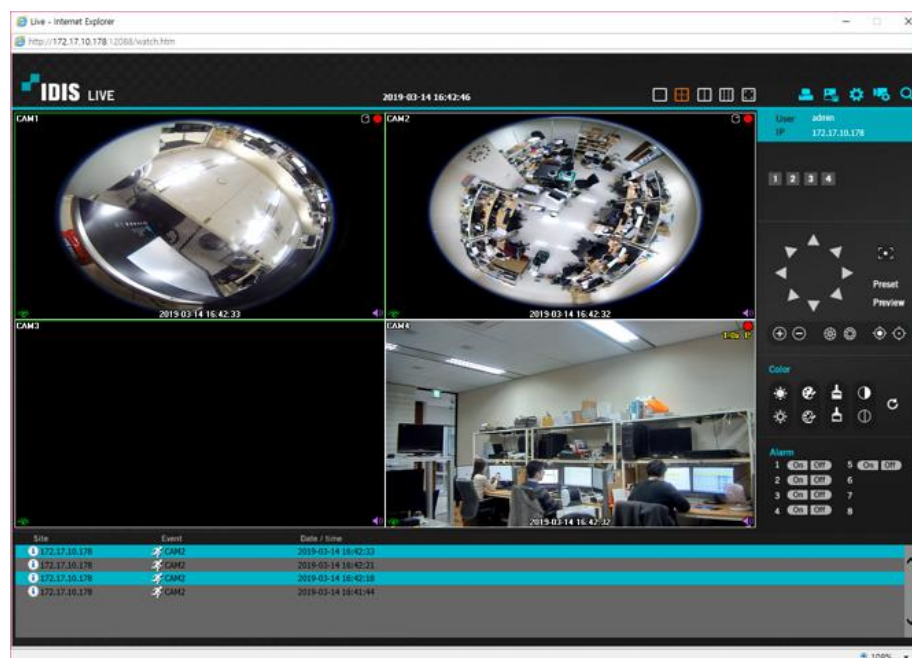 Live - Internet Explorer
http://172.17.10.178:12088/watch.htm
IDIS LIVE
2019-03-14 16:42:46
User admin
IP 172.17.10.178
CAM1
CAM2
1 2 3 4
Preset
Preview
2019-03-14 16:42:33
2019-03-14 16:42:32
CAM3
CAM4
Color
Alarm
1 On Off 5 On Off
2 On Off 6
3 On Off 7
4 On Off 8
2019-03-14 16:42:32
Site Event Date / time
172.17.10.178 CAM2 2019-03-14 16:42:33
172.17.10.178 CAM2 2019-03-14 16:42:21
172.17.10.178 CAM2 2019-03-14 16:42:18
172.17.10.178 CAM2 2019-03-14 16:41:44
108%